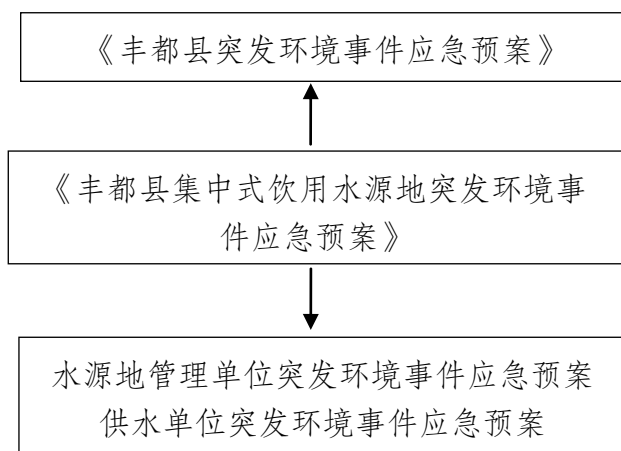 《丰都县突发环境事件应急预案》
《丰都县集中式饮用水源地突发环境事
件应急预案》
水源地管理单位突发环境事件应急预案
供水单位突发环境事件应急预案